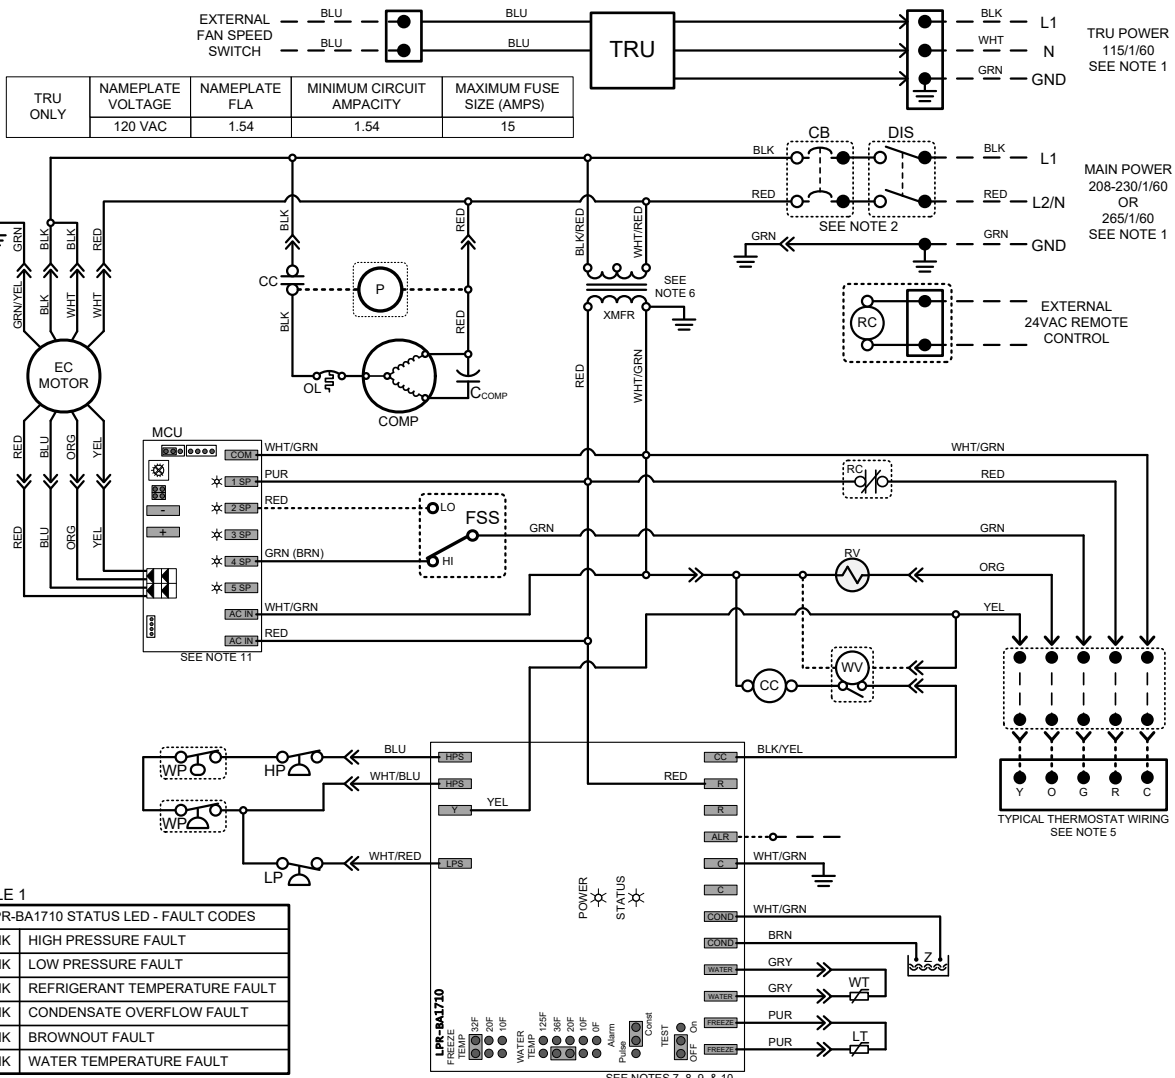 EXTERNAL
FAN SPEED
SWITCH
BLU
BLU
BLU
BLU
TRU
BLK
L1
WHT
N
GRN
GND
TRU POWER
115/1/60
SEE NOTE 1
TRU
ONLY
NAMEPLATE
VOLTAGE
NAMEPLATE
FLA
MINIMUM CIRCUIT
AMPACITY
MAXIMUM FUSE
SIZE (AMPS)
120 VAC
1.54
1.54
15
CB
DIS
BLK
BLK
L1
RED
RED
L2/N
SEE NOTE 2
GRN
GRN
GND
MAIN POWER
208-230/1/60
OR
265/1/60
SEE NOTE 1
GRN
BLK
BLK
RED
GRN/YEL
BLK
WHT
WHT
EC
MOTOR
RED
BLU
ORG
YEL
RED
BLU
ORG
YEL
BLK
CC
BLK
P
RED
RED
OL
COMP
CCOMP
BLK/RED
WHT/RED
SEE
NOTE 6
XMFR
RED
WHT/GRN
RC
EXTERNAL
24VAC REMOTE
CONTROL
MCU
-
+
COM
WHT/GRN
WHT/GRN
1 SP
PUR
RC
RED
2 SP
RED
LO
FSS
HI
3 SP
GRN
GRN
4 SP
GRN (BRN)
5 SP
AC IN
WHT/GRN
AC IN
RED
SEE NOTE 11
RV
ORG
YEL
WV
CC
Y
O
G
R
C
TYPICAL THERMOSTAT WIRING
SEE NOTE 5
WP
HP
BLU
HPS
WP
WHT/BLU
HPS
Y
YEL
LP
WHT/RED
LPS
CC
BLK/YEL
RED
R
R
ALR
C
WHT/GRN
C
COND
WHT/GRN
COND
BRN
Z
WATER
GRY
WATER
GRY
WT
FREEZE
PUR
FREEZE
PUR
LT
POWER
STATUS
LPR-BA1710
FREEZE
TEMP
32F
20F
10F
WATER
TEMP
125F
36F
20F
10F
0F
Alarm
Pulse
Const
TEST
OFF
On
SEE NOTES 7, 8, 9, & 10
LE 1
PR-BA1710 STATUS LED - FAULT CODES
NK HIGH PRESSURE FAULT
NK LOW PRESSURE FAULT
NK REFRIGERANT TEMPERATURE FAULT
NK CONDENSATE OVERFLOW FAULT
NK BROWNOUT FAULT
NK WATER TEMPERATURE FAULT